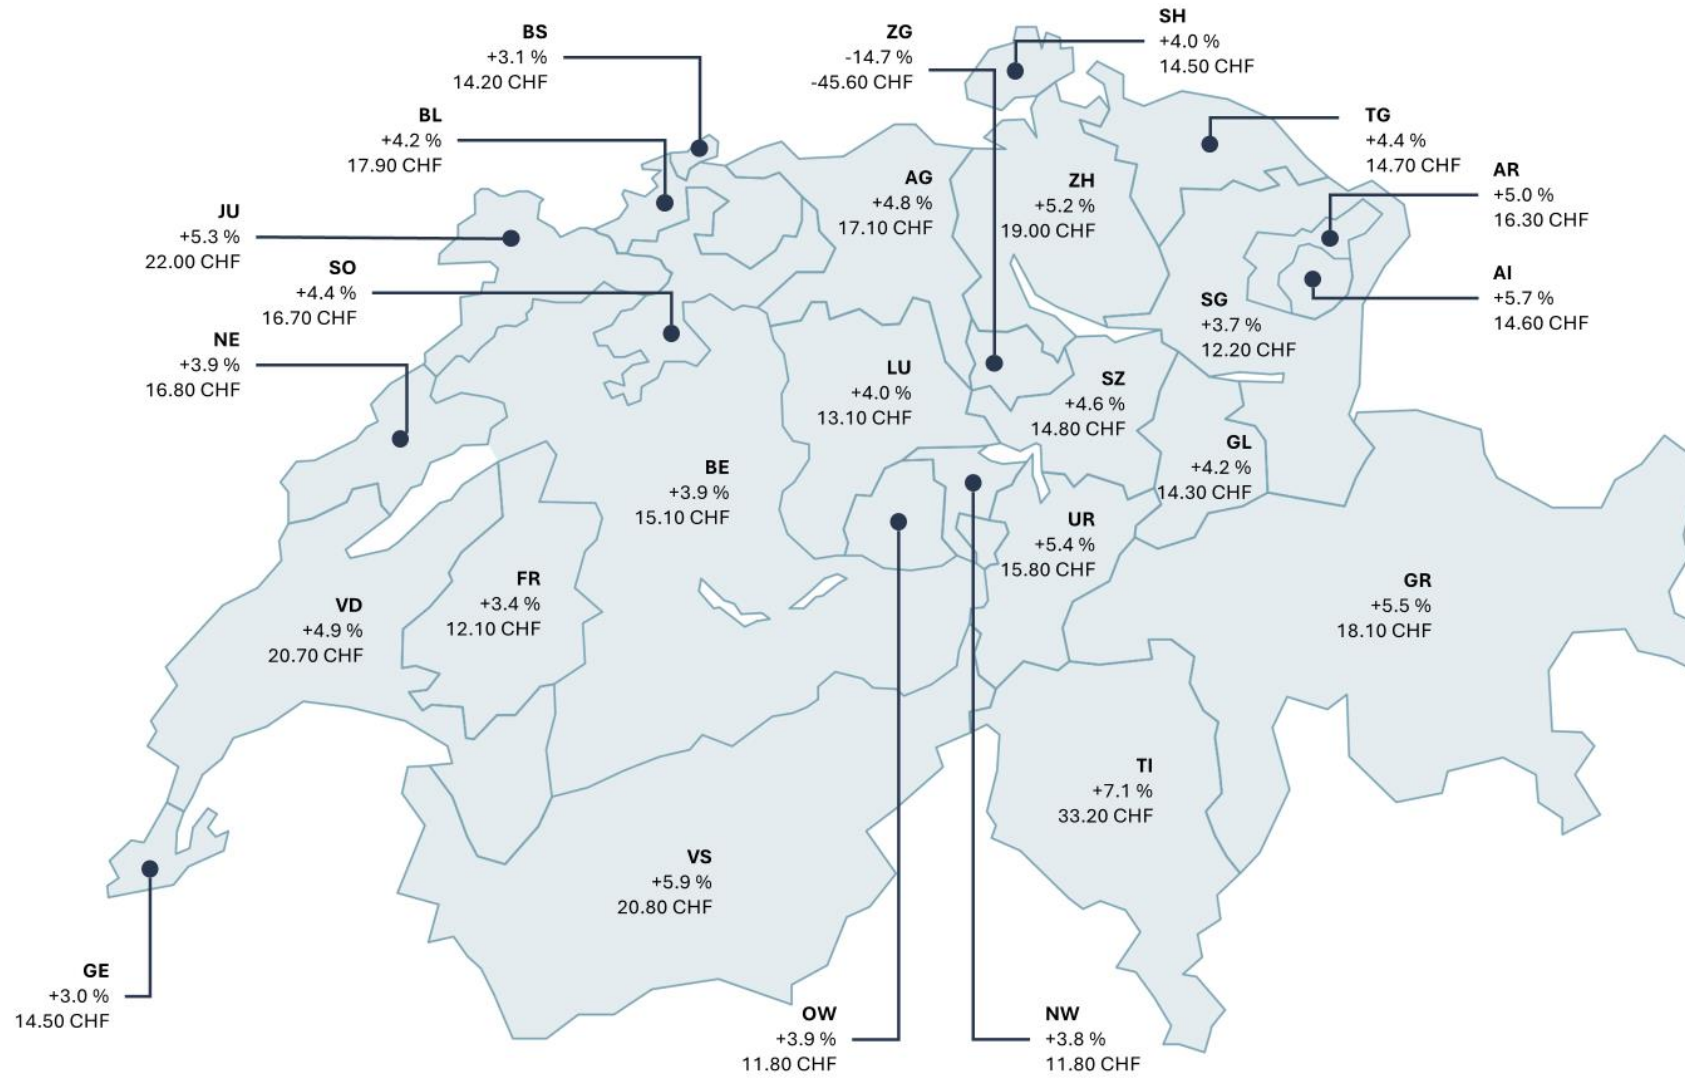 SH
+4.0 %
14.50 CHF
BS
+3.1 %
14.20 CHF
ZG
-14.7 %
-45.60 CHF
BL
+4.2 %
17.90 CHF
TG
+4.4 %
14.70 CHF
AR
+5.0 %
16.30 CHF
AG
+4.8 %
17.10 CHF
ZH
+5.2 %
19.00 CHF
JU
+5.3 %
22.00 CHF
SO
+4.4 %
16.70 CHF
AI
+5.7 %
14.60 CHF
SG
+3.7 %
12.20 CHF
NE
+3.9 %
16.80 CHF
LU
+4.0 %
13.10 CHF
SZ
+4.6 %
14.80 CHF
GL
+4.2 %
14.30 CHF
BE
+3.9 %
15.10 CHF
UR
+5.4 %
15.80 CHF
FR
+3.4 %
12.10 CHF
GR
+5.5 %
18.10 CHF
VD
+4.9 %
20.70 CHF
TI
+7.1 %
33.20 CHF
VS
+5.9 %
20.80 CHF
GE
+3.0 %
14.50 CHF
OW
+3.9 %
11.80 CHF
NW
+3.8 %
11.80 CHF